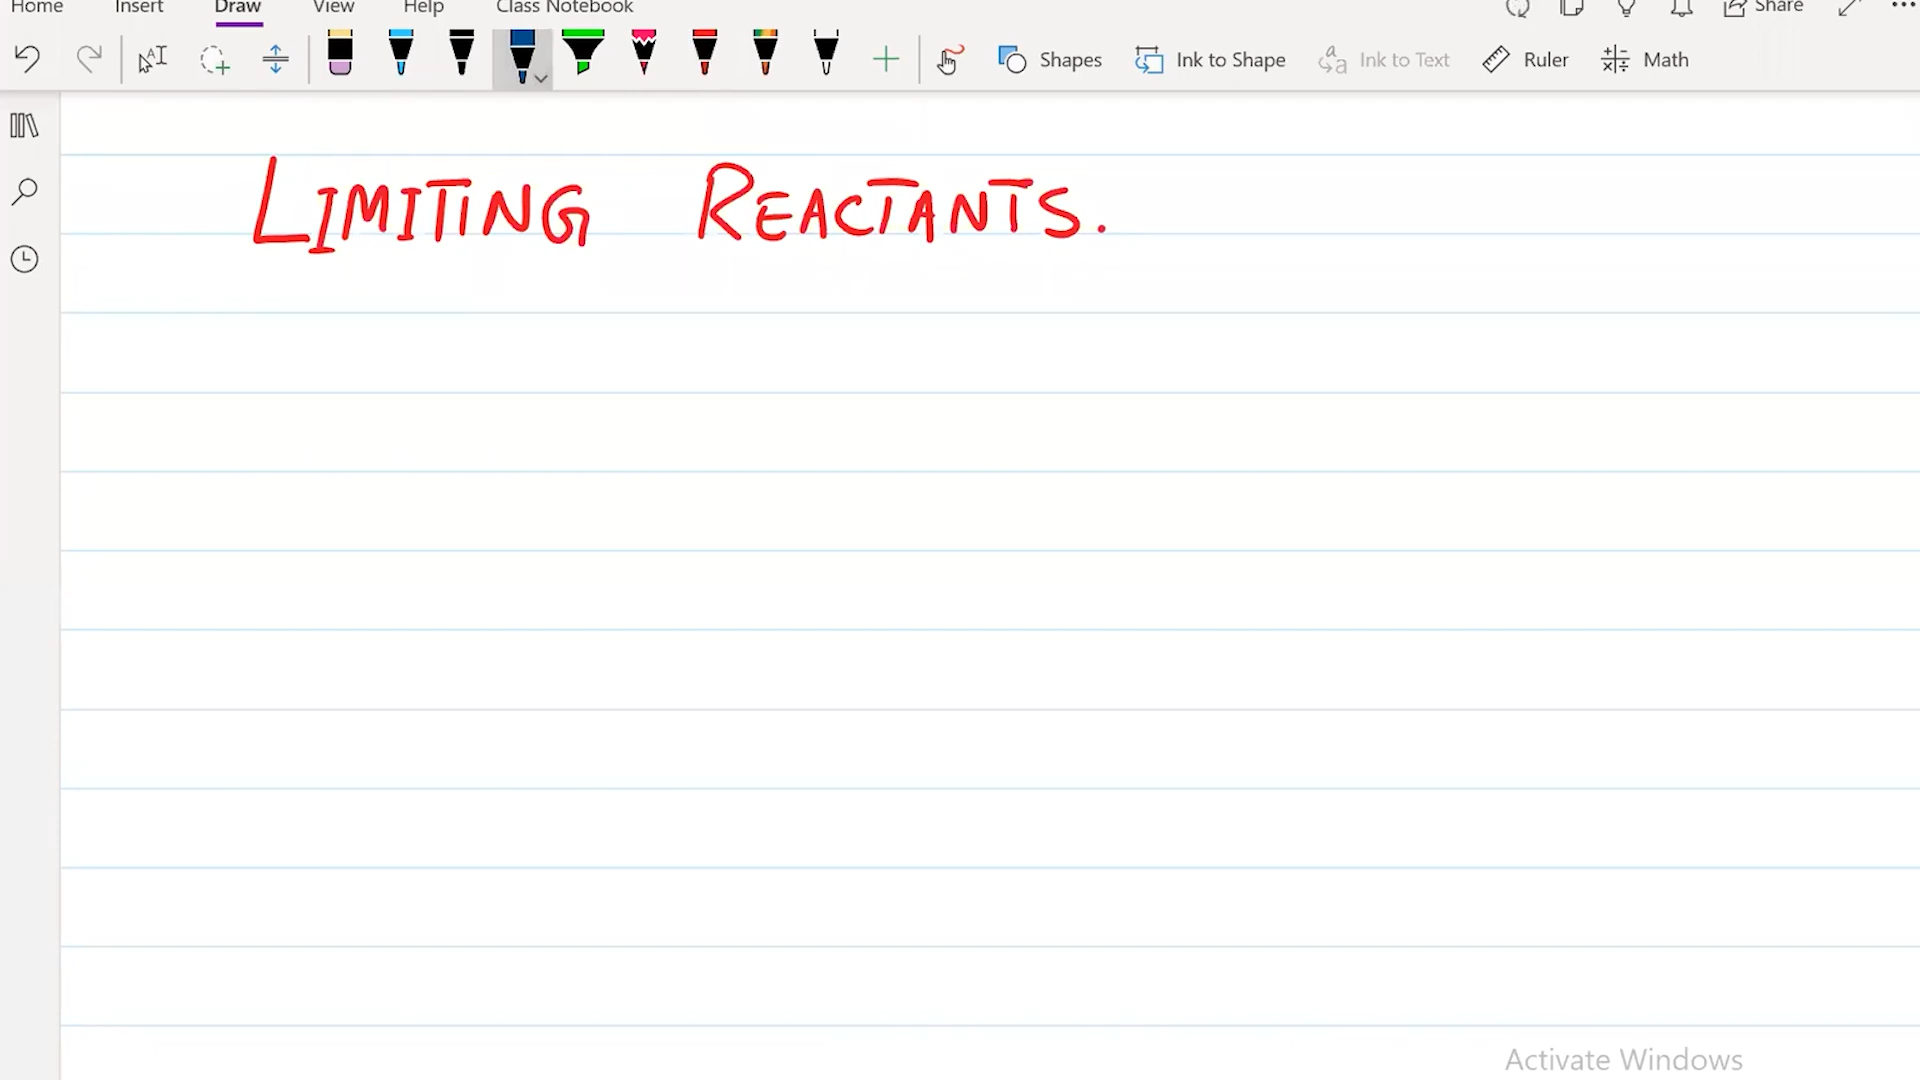 Home Insert Draw View Help Class Notebook Share
Shapes Ink to Shape Ink to Text Ruler Math
LIMITING REACTANTS.
Activate Windows